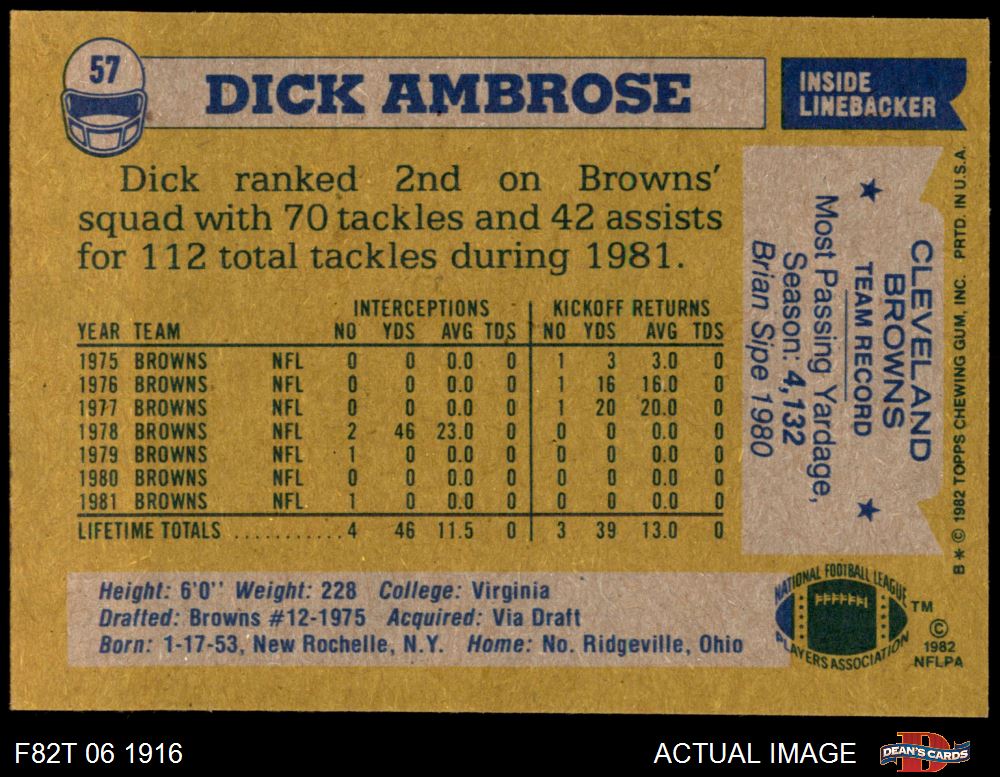 57
DICK AMBROSE
INSIDE
LINEBACKER
Dick ranked 2nd on Browns'
squad with 70 tackles and 42 assists
for 112 total tackles during 1981.
INTERCEPTIONS KICKOFF RETURNS
YEAR TEAM NO YDS AVG TDS NO YDS AVG TDS
1975 BROWNS NFL 0 0 0.0 0 1 3 3.0 0
1976 BROWNS NFL 0 0 0.0 0 1 16 16.0 0
1977 BROWNS NFL 0 0 0.0 0 1 20 20.0 0
1978 BROWNS NFL 2 46 23.0 0 0 0 0.0 0
1979 BROWNS NFL 1 0 0.0 0 0 0 0.0 0
1980 BROWNS NFL 0 0 0.0 0 0 0 0.0 0
1981 BROWNS NFL 1 0 0.0 0 0 0 0.0 0
LIFETIME TOTALS ........... 4 46 11.5 0 3 39 13.0 0
CLEVELAND
BROWNS
TEAM RECORD
Most Passing Yardage,
Season: 4,132
Brian Sipe 1980
B * © 1982 TOPPS CHEWING GUM, INC. PRTD. IN U.S.A.
Height: 6'0" Weight: 228 College: Virginia
Drafted: Browns #12-1975 Acquired: Via Draft
Born: 1-17-53, New Rochelle, N.Y. Home: No. Ridgeville, Ohio
NATIONAL FOOTBALL LEAGUE
PLAYERS ASSOCIATION
TM
©
1982
NFLPA
F82T 06 1916
ACTUAL IMAGE
D
DEAN'S CARDS